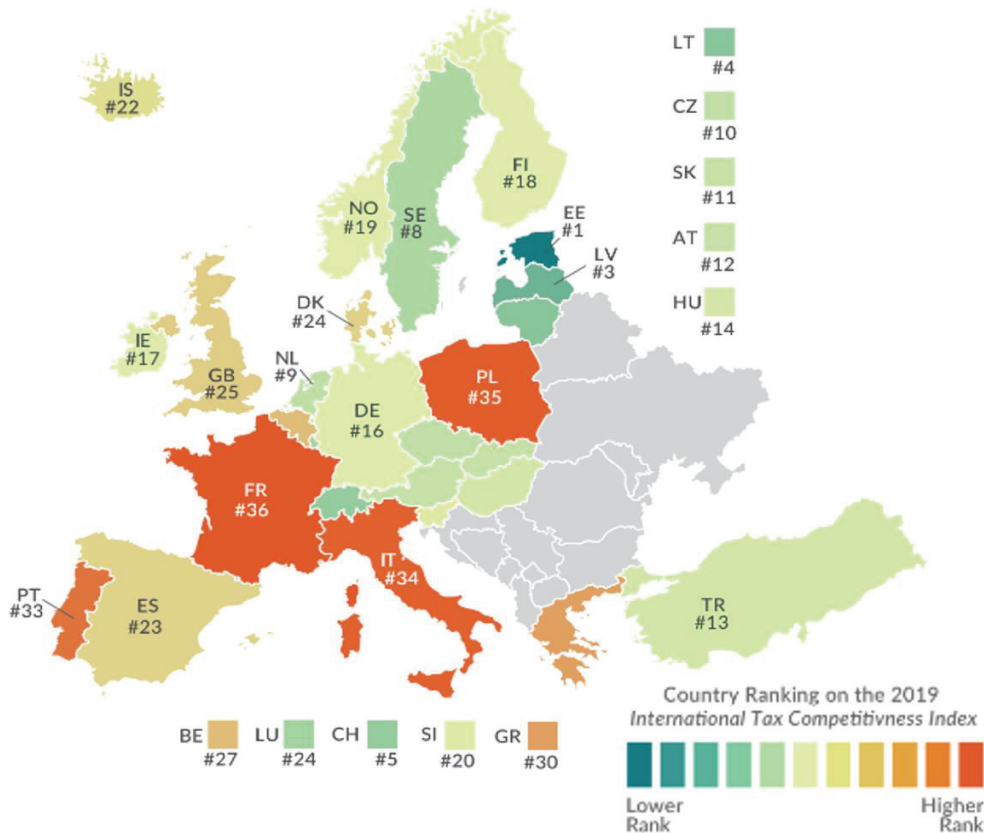 IS
#22
LT
#4
CZ
#10
SK
#11
AT
#12
HU
#14
FI
#18
NO
#19
SE
#8
EE
#1
LV
#3
DK
#24
IE
#17
GB
#25
NL
#9
DE
#16
PL
#35
FR
#36
IT
#34
PT
#33
ES
#23
TR
#13
BE
#27
LU
#24
CH
#5
SI
#20
GR
#30
Country Ranking on the 2019
International Tax Competitivness Index
Lower
Rank
Higher
Rank